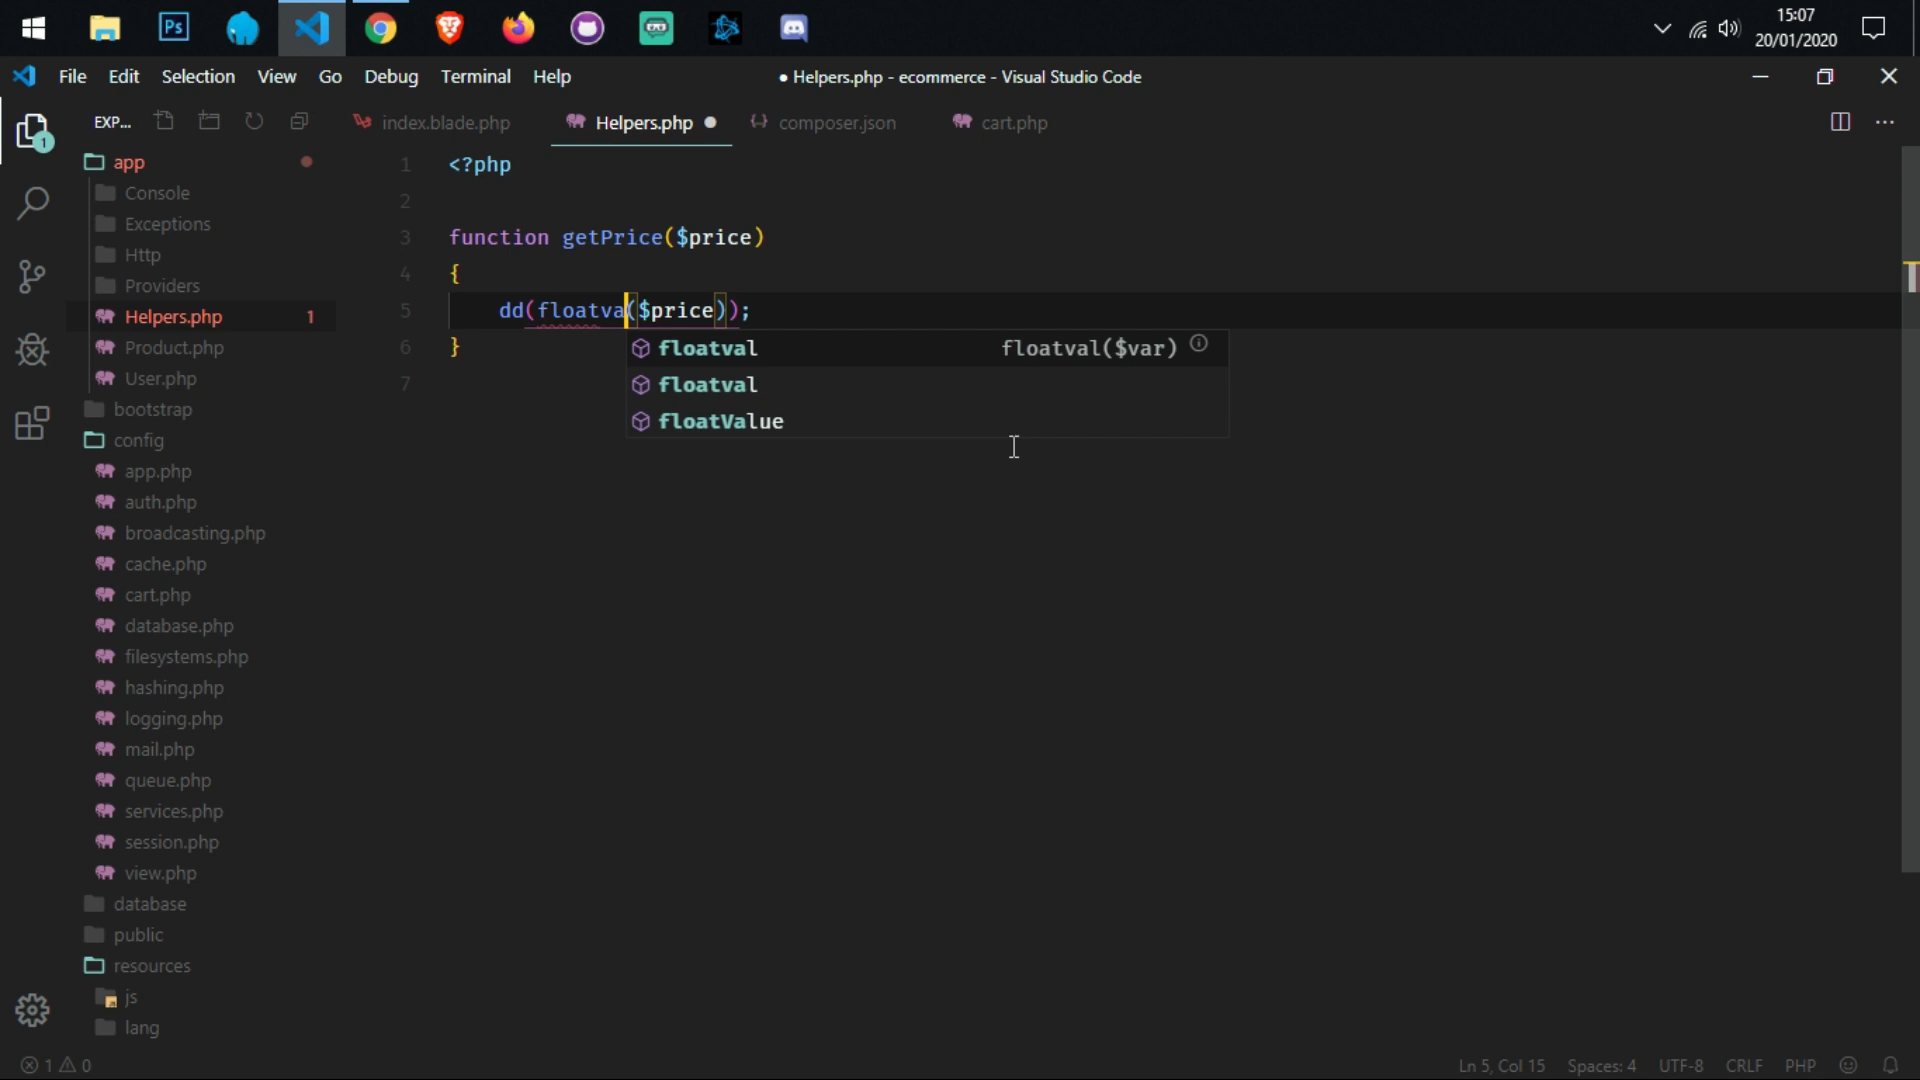 Ps
15:07
20/01/2020
File Edit Selection View Go Debug Terminal Help
● Helpers.php - ecommerce - Visual Studio Code
1
EXP...
index.blade.php
Helpers.php ●
composer.json
cart.php
app
Console
Exceptions
Http
Providers
Helpers.php 1
Product.php
User.php
bootstrap
config
app.php
auth.php
broadcasting.php
cache.php
cart.php
database.php
filesystems.php
hashing.php
logging.php
mail.php
queue.php
services.php
session.php
view.php
database
public
resources
js
lang
1 <?php
2
3 function getPrice($price)
4 {
5 dd(floatva($price));
6 }
7
floatval floatval($var)
floatval
floatValue
1 0
Ln 5, Col 15 Spaces: 4 UTF-8 CRLF PHP